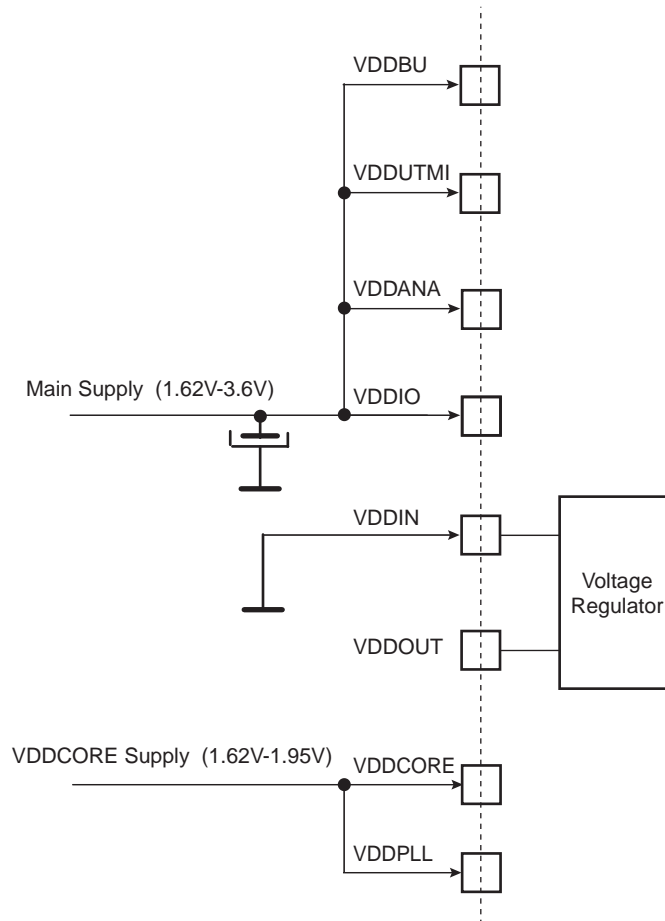 VDDBU
VDDUTMI
VDDANA
Main Supply (1.62V-3.6V)
VDDIO
VDDIN
Voltage
Regulator
VDDOUT
VDDCORE Supply (1.62V-1.95V)
VDDCORE
VDDPLL